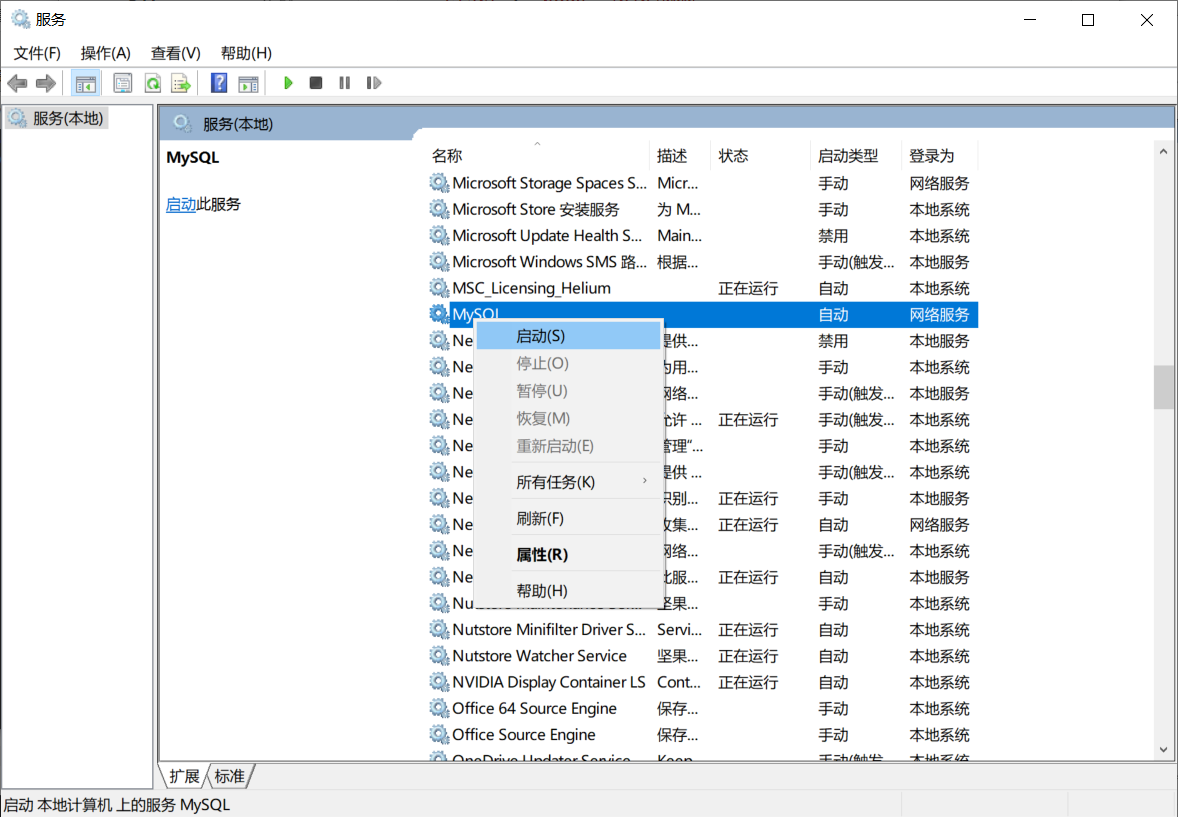 服务
文件(F) 操作(A) 查看(V) 帮助(H)
服务(本地)
服务(本地)
MySQL
启动此服务
名称 描述 状态 启动类型 登录为
Microsoft Storage Spaces S... Micr... 手动 网络服务
Microsoft Store 安装服务 为 M... 手动 本地系统
Microsoft Update Health S... Main... 禁用 本地系统
Microsoft Windows SMS 路... 根据... 手动(触发... 本地服务
MSC_Licensing_Helium 正在运行 自动 本地系统
MySQL 自动 网络服务
Ne 提供... 禁用 本地服务
Ne 为用... 手动 本地系统
Ne 网络... 手动(触发... 本地服务
Ne 允许 ... 正在运行 手动(触发... 本地系统
Ne 管理“... 手动 本地系统
Ne 提供 ... 手动(触发... 本地系统
Ne 识别... 正在运行 手动 本地服务
Ne 收集... 正在运行 自动 网络服务
Ne 网络... 手动(触发... 本地系统
Ne 此服... 正在运行 自动 本地服务
Nu 坚果... 手动 本地系统
Nutstore Minifilter Driver S... Servi... 正在运行 自动 本地系统
Nutstore Watcher Service 坚果... 正在运行 自动 本地系统
NVIDIA Display Container LS Cont... 正在运行 自动 本地系统
Office 64 Source Engine 保存... 手动 本地系统
Office Source Engine 保存... 手动 本地系统
OneDrive Updater Service Keep 手动(触发 本地系统
启动(S)
停止(O)
暂停(U)
恢复(M)
重新启动(E)
所有任务(K)
刷新(F)
属性(R)
帮助(H)
扩展 标准
启动 本地计算机 上的服务 MySQL